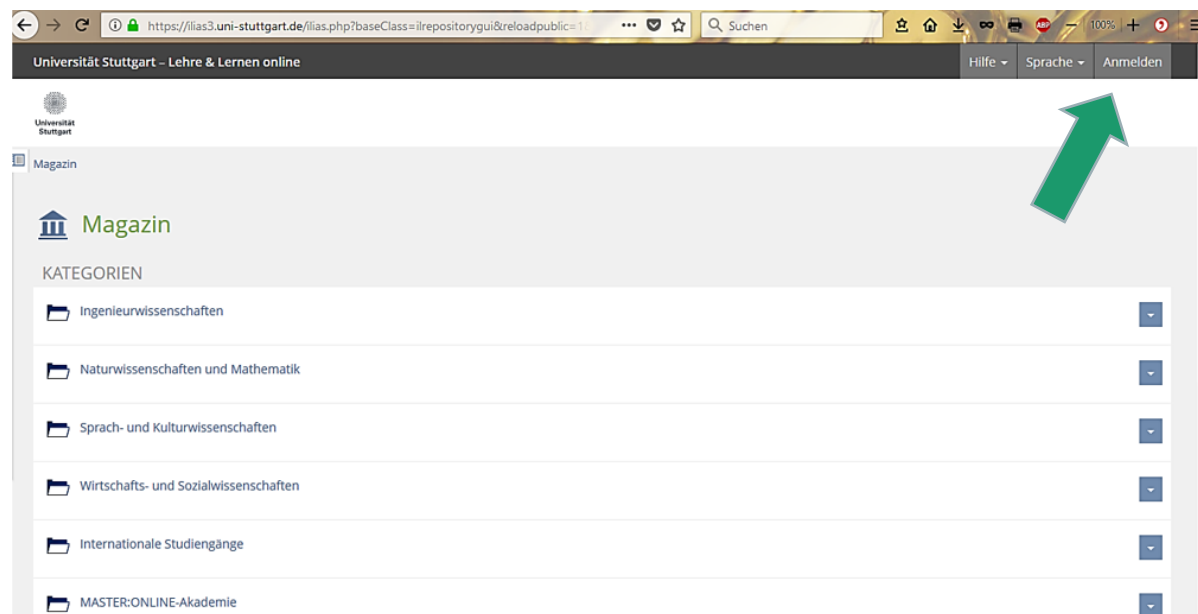 https://ilias3.uni-stuttgart.de/ilias.php?baseClass=ilrepositorygui&reloadpublic=1
Suchen
ABP
100%
Universität Stuttgart – Lehre & Lernen online
Hilfe
Sprache
Anmelden
Universität
Stuttgart
Magazin
Magazin
KATEGORIEN
Ingenieurwissenschaften
Naturwissenschaften und Mathematik
Sprach- und Kulturwissenschaften
Wirtschafts- und Sozialwissenschaften
Internationale Studiengänge
MASTER:ONLINE-Akademie